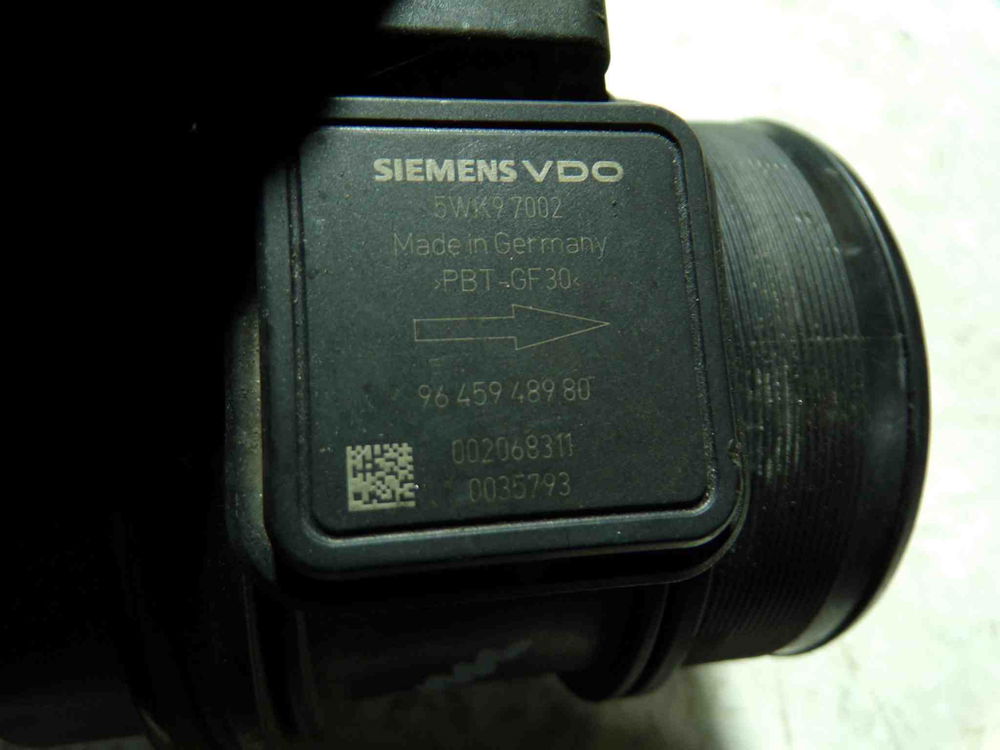 SIEMENS VDO
5WK9 7002
Made in Germany
>PBT-GF30<
96 459 489 80
002068311
0035793